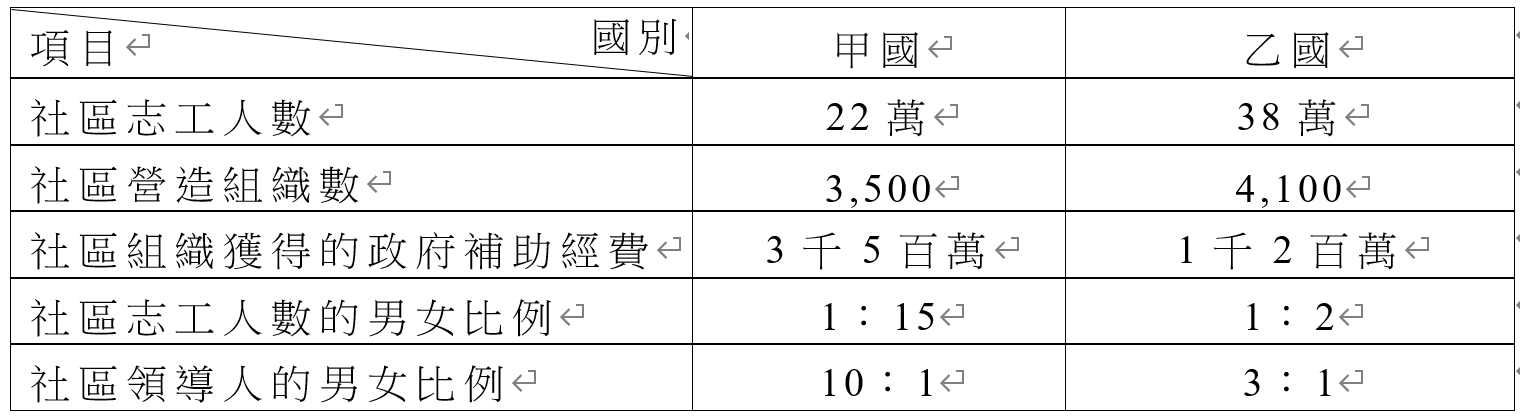 項目 國別 甲國 乙國
社區志工人數 22 萬 38 萬
社區營造組織數 3,500 4,100
社區組織獲得的政府補助經費 3 千 5 百萬 1 千 2 百萬
社區志工人數的男女比例 1：15 1：2
社區領導人的男女比例 10：1 3：1